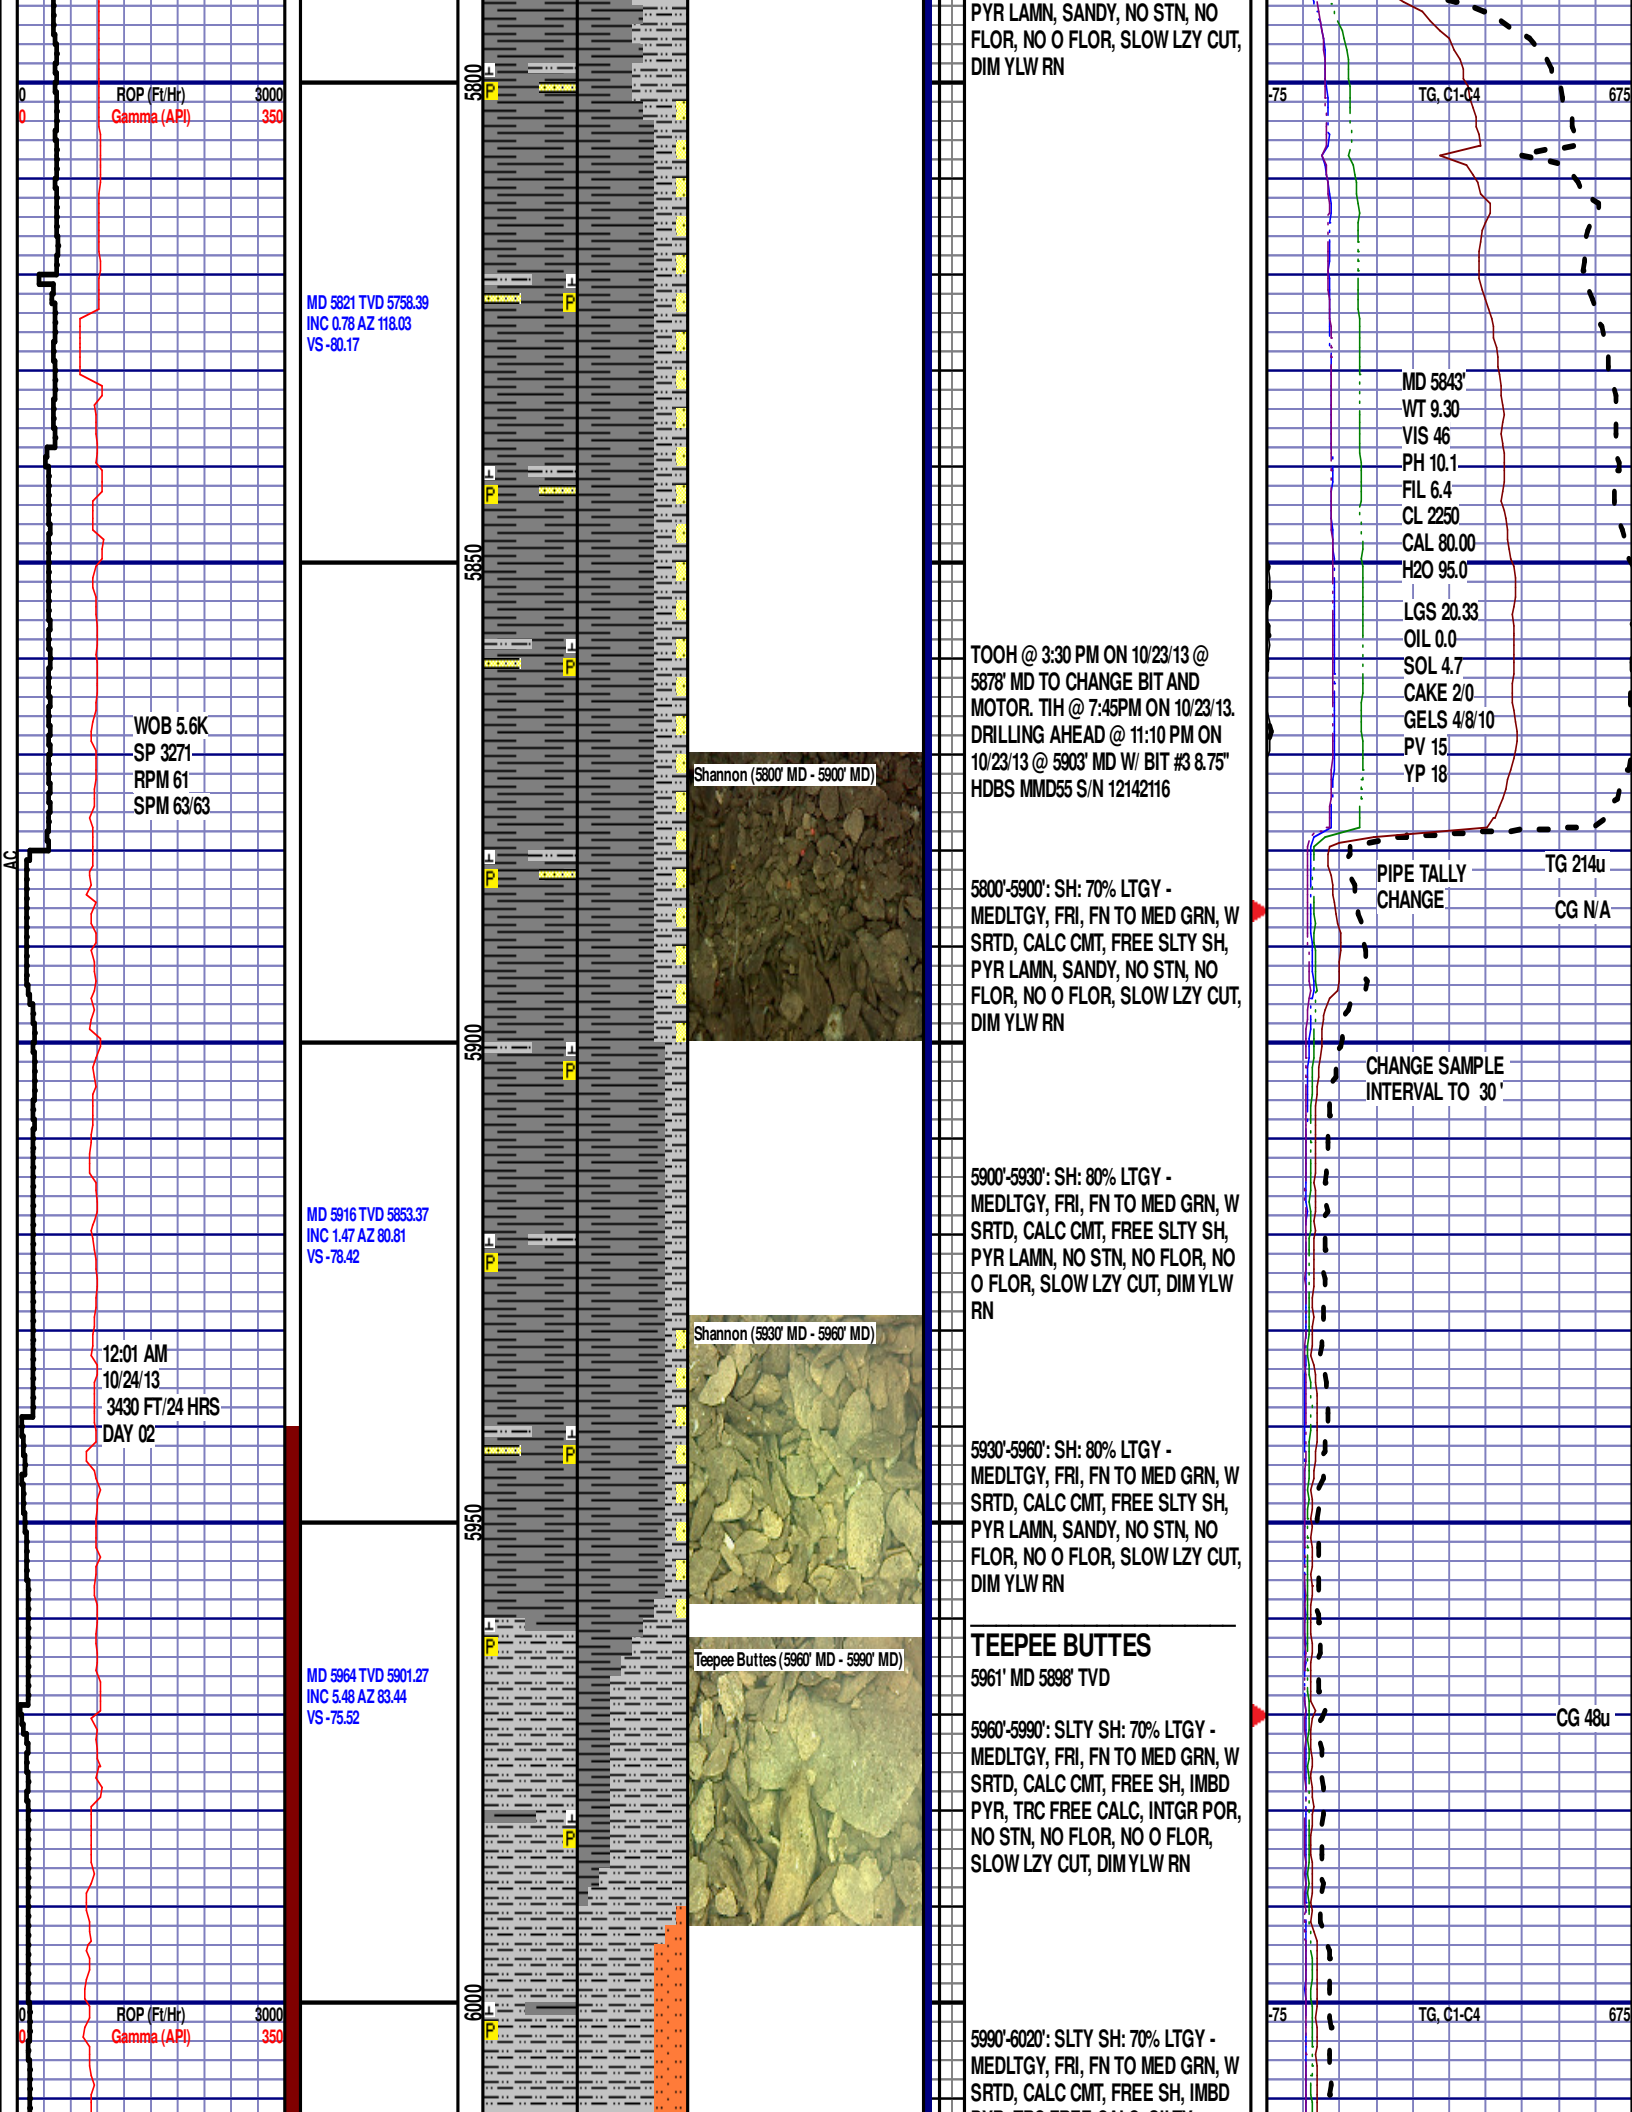 PYR LAMN, SANDY, NO STN, NO
FLOR, NO O FLOR, SLOW LZY CUT,
DIM YLW RN
0 ROP (Ft/Hr) 3000
0 Gamma (API) 350
5800
-75 TG, C1-C4 675
MD 5821 TVD 5758.39
INC 0.78 AZ 118.03
VS -80.17
MD 5843'
WT 9.30
VIS 46
PH 10.1
FIL 6.4
CL 2250
CAL 80.00
H2O 95.0
LGS 20.33
OIL 0.0
SOL 4.7
CAKE 2/0
GELS 4/8/10
PV 15
YP 18
5850
TOOH @ 3:30 PM ON 10/23/13 @
5878' MD TO CHANGE BIT AND
MOTOR. TIH @ 7:45PM ON 10/23/13.
DRILLING AHEAD @ 11:10 PM ON
10/23/13 @ 5903' MD W/ BIT #3 8.75"
HDBS MMD55 S/N 12142116
WOB 5.6K
SP 3271
RPM 61
SPM 63/63
Shannon (5800' MD - 5900' MD)
AC
PIPE TALLY
CHANGE
TG 214u
CG N/A
5800'-5900': SH: 70% LTGY -
MEDLTGY, FRI, FN TO MED GRN, W
SRTD, CALC CMT, FREE SLTY SH,
PYR LAMN, SANDY, NO STN, NO
FLOR, NO O FLOR, SLOW LZY CUT,
DIM YLW RN
5900
CHANGE SAMPLE
INTERVAL TO 30 '
5900'-5930': SH: 80% LTGY -
MEDLTGY, FRI, FN TO MED GRN, W
SRTD, CALC CMT, FREE SLTY SH,
PYR LAMN, NO STN, NO FLOR, NO
O FLOR, SLOW LZY CUT, DIM YLW
RN
MD 5916 TVD 5853.37
INC 1.47 AZ 80.81
VS -78.42
Shannon (5930' MD - 5960' MD)
12:01 AM
10/24/13
3430 FT/24 HRS
DAY 02
5930'-5960': SH: 80% LTGY -
MEDLTGY, FRI, FN TO MED GRN, W
SRTD, CALC CMT, FREE SLTY SH,
PYR LAMN, SANDY, NO STN, NO
FLOR, NO O FLOR, SLOW LZY CUT,
DIM YLW RN
5950
TEEPEE BUTTES
5961' MD 5898' TVD
Teepee Buttes (5960' MD - 5990' MD)
MD 5964 TVD 5901.27
INC 5.48 AZ 83.44
VS -75.52
CG 48u
5960'-5990': SLTY SH: 70% LTGY -
MEDLTGY, FRI, FN TO MED GRN, W
SRTD, CALC CMT, FREE SH, IMBD
PYR, TRC FREE CALC, INTGR POR,
NO STN, NO FLOR, NO O FLOR,
SLOW LZY CUT, DIM YLW RN
6000
0 ROP (Ft/Hr) 3000
0 Gamma (API) 350
-75 TG, C1-C4 675
5990'-6020': SLTY SH: 70% LTGY -
MEDLTGY, FRI, FN TO MED GRN, W
SRTD, CALC CMT, FREE SH, IMBD